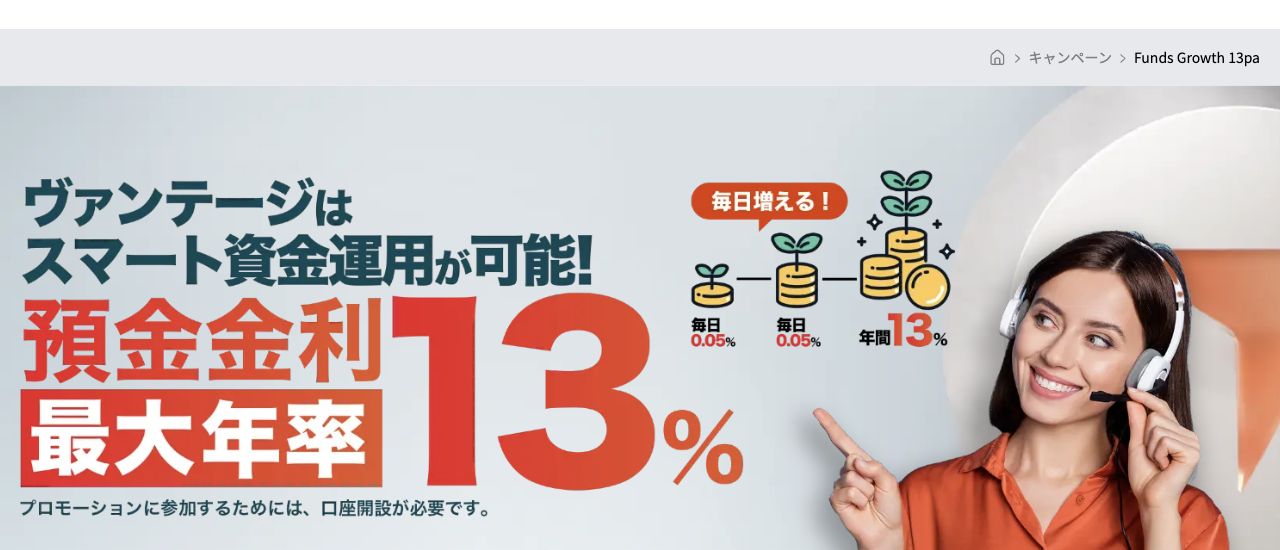 キャンペーン
Funds Growth 13pa
ヴァンテージは
スマート資金運用が可能!
預金金利
最大年率
13%
プロモーションに参加するためには、口座開設が必要です。
毎日増える！
毎日
0.05%
毎日
0.05%
年間13%